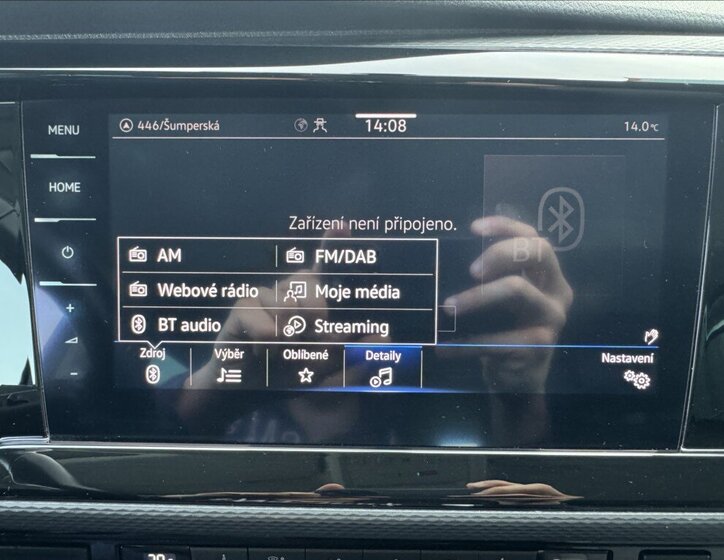 MENU
HOME
446/Šumperská
14:08
14.0°C
Zařízení není připojeno.
BT
AM
FM/DAB
Webové rádio
Moje média
BT audio
Streaming
Zdroj
Výběr
Oblíbené
Detaily
Nastavení
+
-